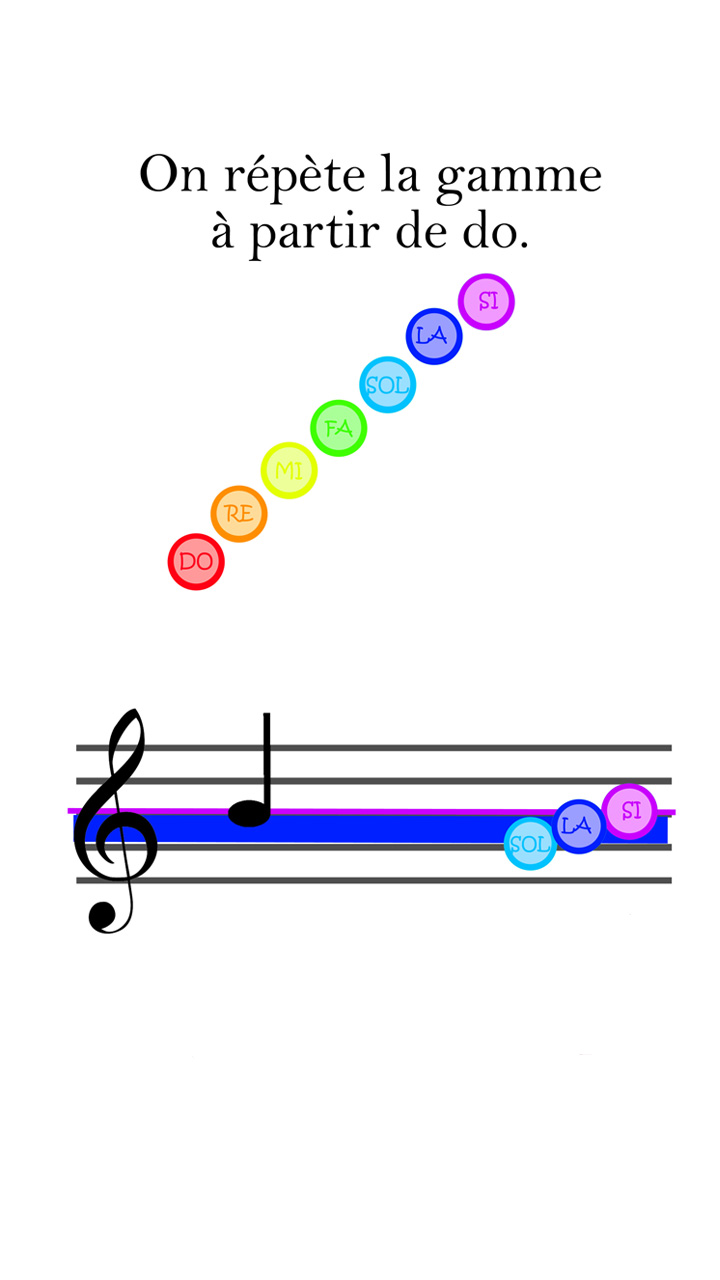 On répète la gamme
à partir de do.
SI
LA
SOL
FA
MI
RE
DO
SOL LA SI